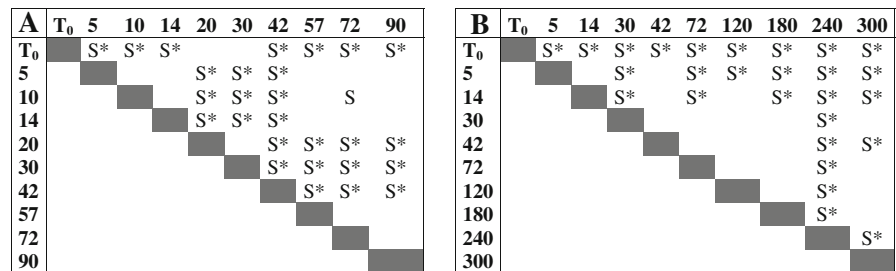 A T0 5 10 14 20 30 42 57 72 90
T0 S* S* S* S* S* S* S*
5 S* S* S*
10 S* S* S* S
14 S* S* S*
20 S* S* S* S*
30 S* S* S* S*
42 S* S* S*
57
72
90
B T0 5 14 30 42 72 120 180 240 300
T0 S* S* S* S* S* S* S* S* S*
5 S* S* S* S* S* S*
14 S* S* S* S* S*
30 S*
42 S* S*
72 S*
120 S*
180 S*
240 S*
300